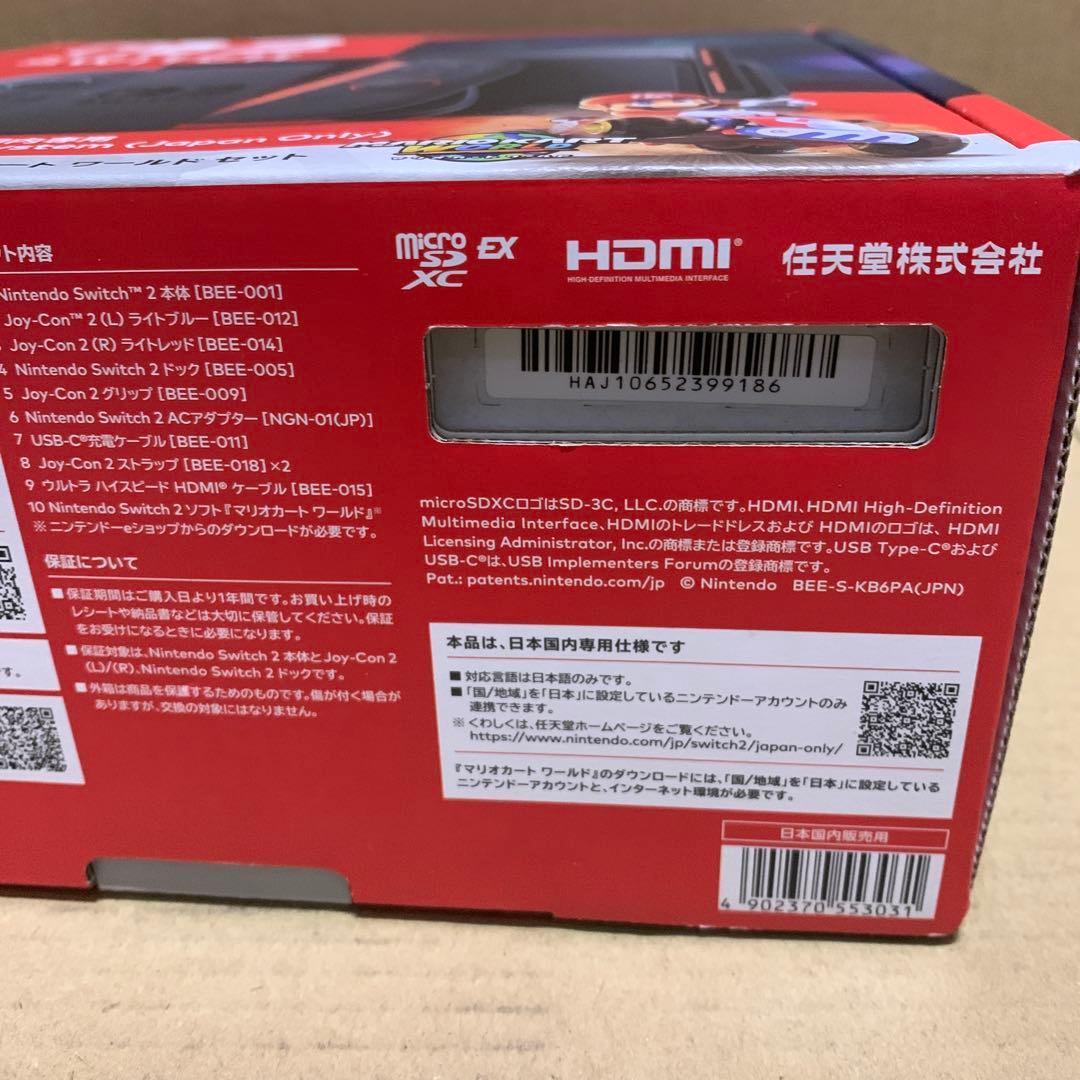 (Japan Only)
ート ワールド セット
ット内容
Nintendo Switch™ 2 本体 [BEE-001]
Joy-Con™ 2 (L) ライトブルー [BEE-012]
Joy-Con 2 (R) ライトレッド [BEE-014]
4 Nintendo Switch 2 ドック [BEE-005]
5 Joy-Con 2 グリップ [BEE-009]
6 Nintendo Switch 2 ACアダプター [NGN-01(JP)]
7 USB-C®充電ケーブル [BEE-011]
8 Joy-Con 2 ストラップ [BEE-018] ×2
9 ウルトラ ハイスピード HDMI® ケーブル [BEE-015]
10 Nintendo Switch 2 ソフト『マリオカート ワールド』※
※ニンテンドーeショップからのダウンロードが必要です。
保証について
■保証期間はご購入日より1年間です。お買い上げ時の
レシートや納品書などは大切に保管してください。保証
をお受けになるときに必要になります。
■保証対象は、Nintendo Switch 2 本体とJoy-Con 2
(L)/(R)、Nintendo Switch 2 ドックです。
■外箱は商品を保護するためのものです。傷が付く場合が
ありますが、交換の対象にはなりません。
す。
micro SD XC EX
HDMI®
HIGH-DEFINITION MULTIMEDIA INTERFACE
任天堂株式会社
HAJ10652399186
microSDXCロゴはSD-3C, LLC.の商標です。HDMI、HDMI High-Definition
Multimedia Interface、HDMIのトレードドレスおよび HDMIのロゴは、HDMI
Licensing Administrator, Inc.の商標または登録商標です。USB Type-C®および
USB-C®は、USB Implementers Forumの登録商標です。
Pat.: patents.nintendo.com/jp © Nintendo BEE-S-KB6PA(JPN)
本品は、日本国内専用仕様です
■対応言語は日本語のみです。
■「国/地域」を「日本」に設定しているニンテンドーアカウントのみ
連携できます。
※くわしくは、任天堂ホームページをご覧ください。
https://www.nintendo.com/jp/switch2/japan-only/
『マリオカート ワールド』のダウンロードには、「国/地域」を「日本」に設定している
ニンテンドーアカウントと、インターネット環境が必要です。
日本国内販売用
4 902370 553031